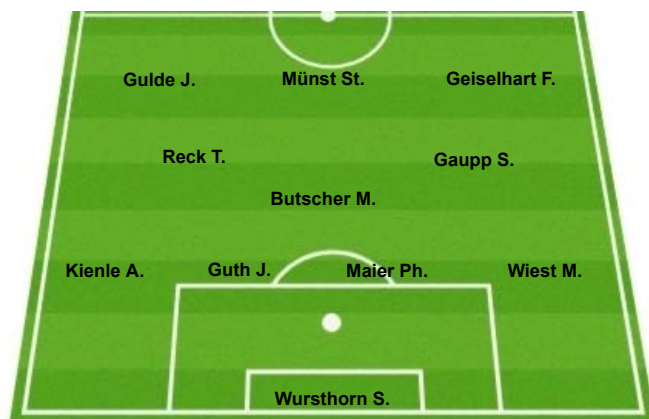 Gulde J. Münst St. Geiselhart F.
Reck T. Gaupp S.
Butscher M.
Kienle A. Guth J. Maier Ph. Wiest M.
Wursthorn S.